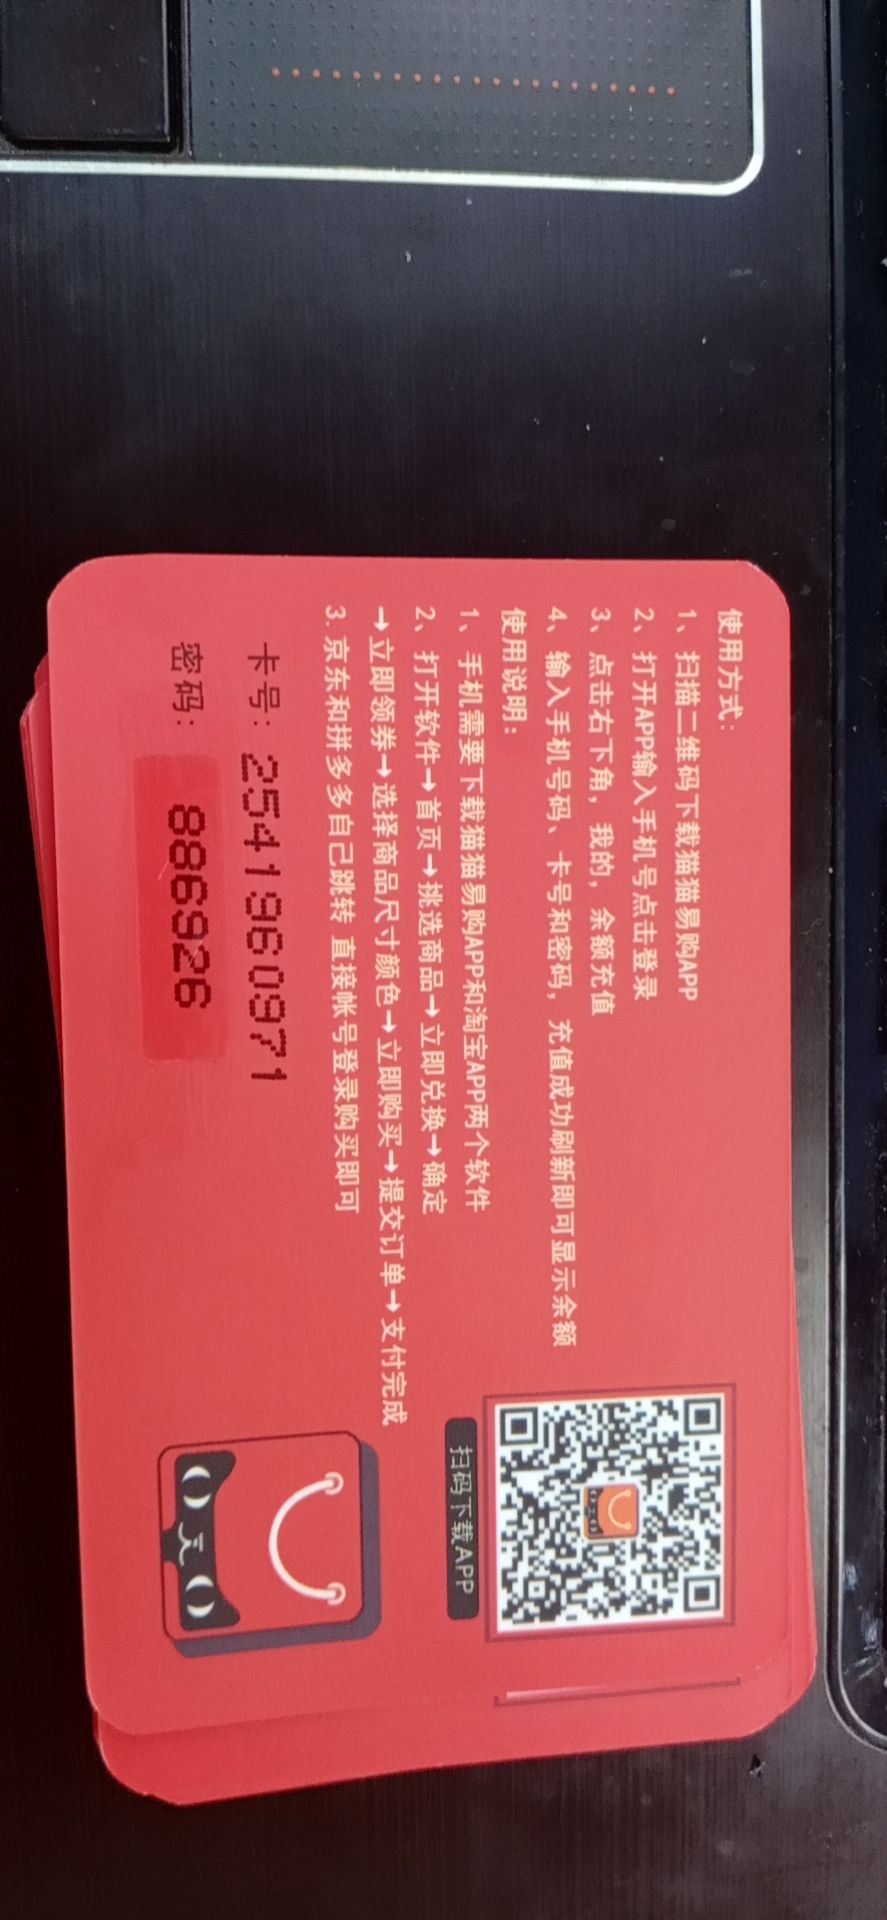 使用方式：
1、扫描二维码下载猫猫易购APP
2、打开APP输入手机号点击登录
3、点击右下角，我的，余额充值
4、输入手机号码、卡号和密码，充值成功刷新即可显示余额
使用说明：
1、手机需要下载猫猫易购APP和淘宝APP两个软件
2、打开软件→首页→挑选商品→立即兑换→确定
→立即领券→选择商品尺寸颜色→立即购买→提交订单→支付完成
3.京东和拼多多自己跳转 直接帐号登录购买即可
卡号：2541960971
密码：886926
扫码下载APP